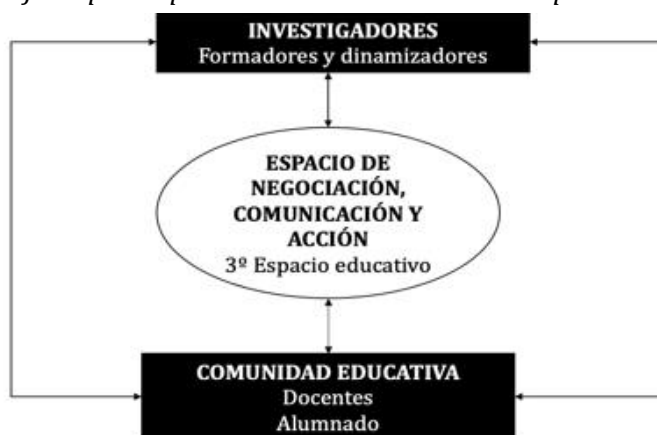 INVESTIGADORES
Formadores y dinamizadores
ESPACIO DE
NEGOCIACIÓN,
COMUNICACIÓN Y
ACCIÓN
3º Espacio educativo
COMUNIDAD EDUCATIVA
Docentes
Alumnado